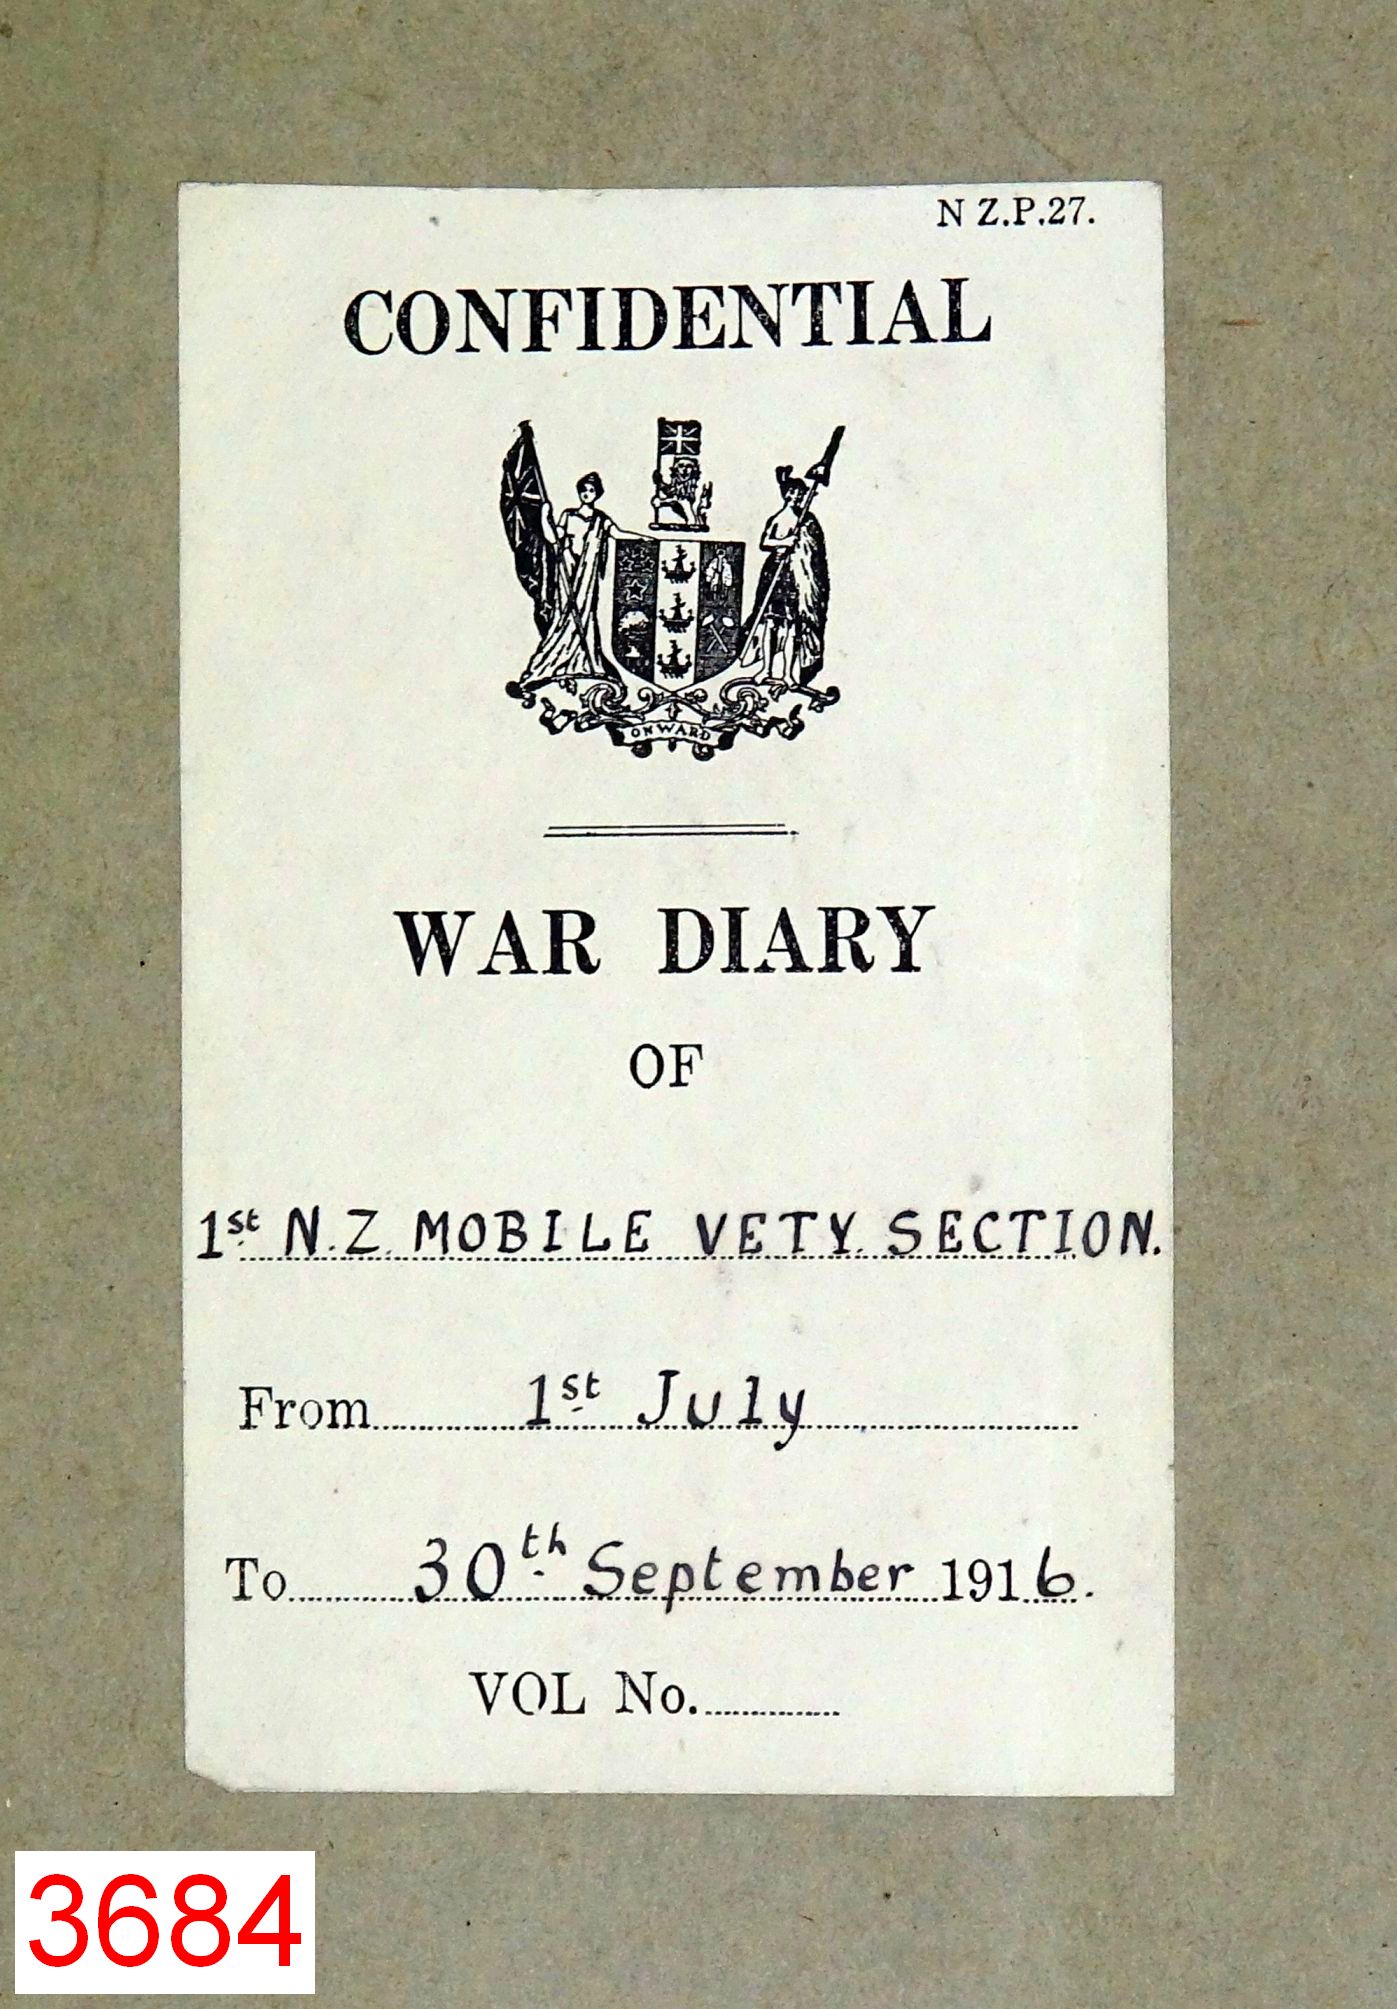 N Z.P.27.
CONFIDENTIAL
ONWARD
WAR DIARY
OF
1st N.Z. MOBILE VETY. SECTION.
From 1st July
To 30th September 1916.
VOL No.
3684